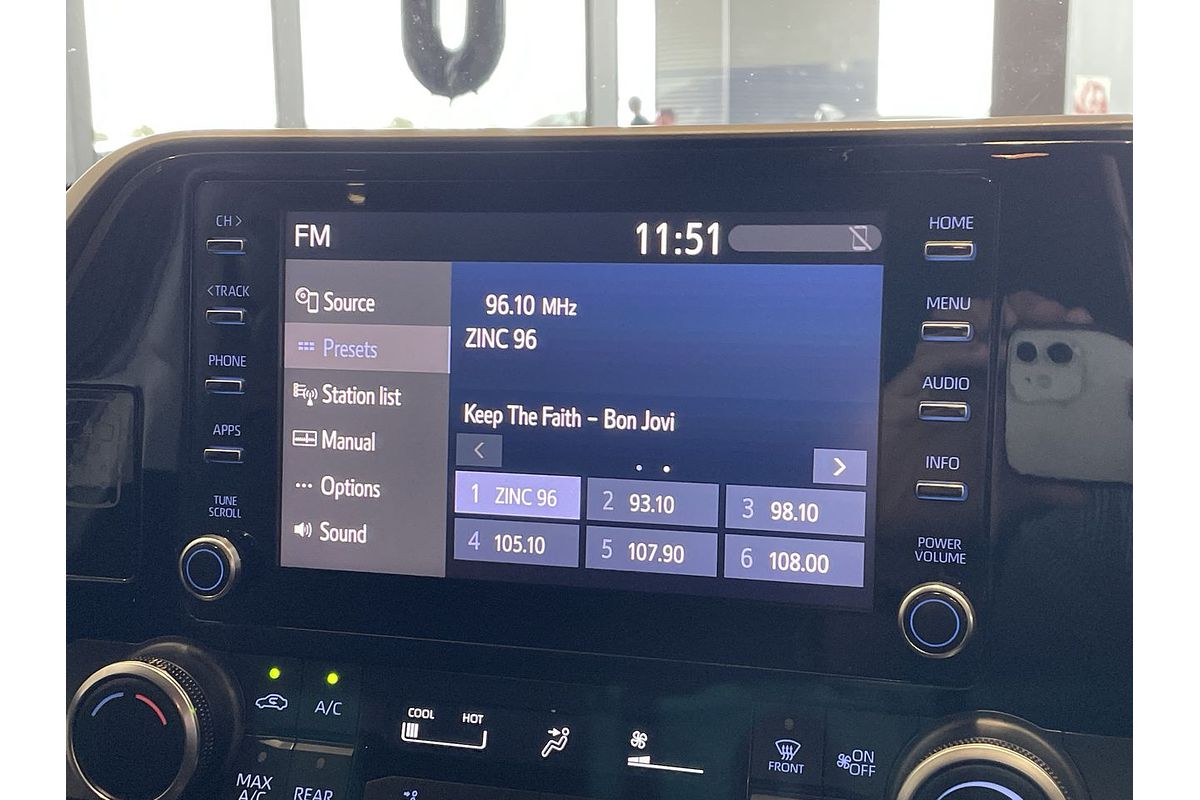 CH >
< TRACK
PHONE
APPS
TUNE
SCROLL
FM
11:51
Source
Presets
Station list
Manual
Options
Sound
96.10 MHz
ZINC 96
Keep The Faith – Bon Jovi
<
>
1 ZINC 96
2 93.10
3 98.10
4 105.10
5 107.90
6 108.00
HOME
MENU
AUDIO
INFO
POWER
VOLUME
A/C
COOL HOT
FRONT
ON
OFF
MAX
A/C
REAR